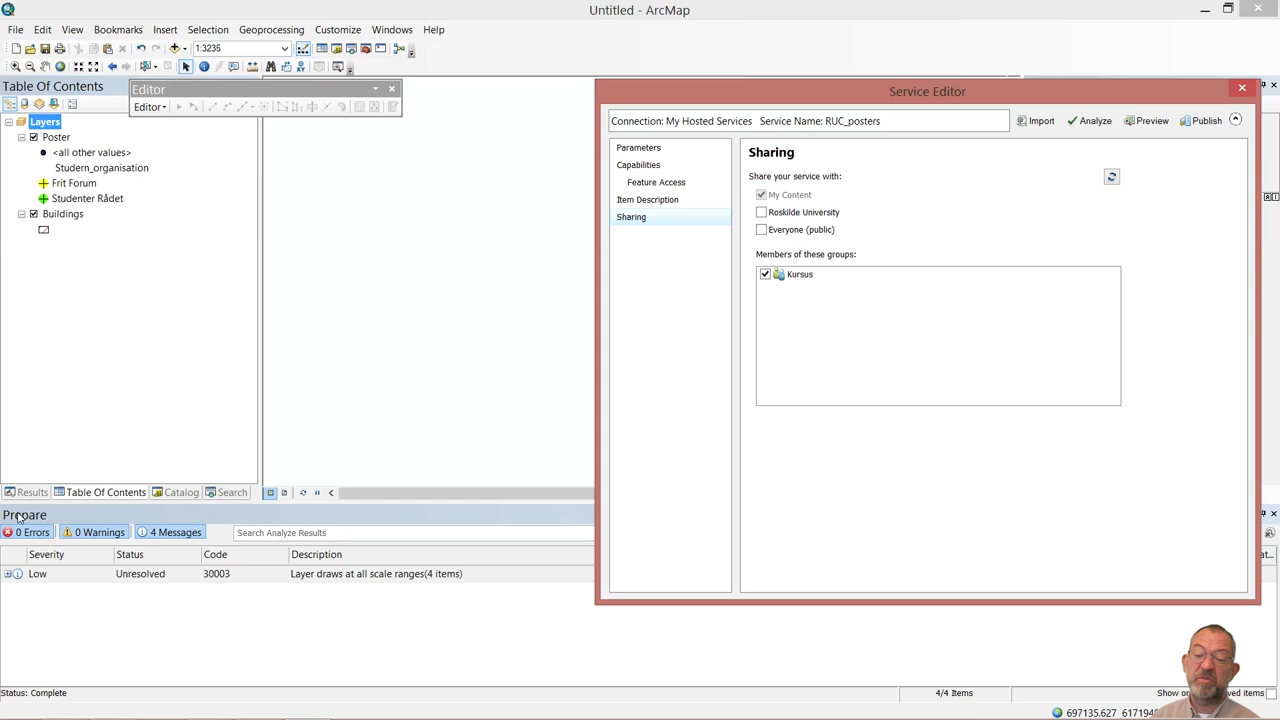 Untitled - ArcMap
File Edit View Bookmarks Insert Selection Geoprocessing Customize Windows Help
1:3235
Table Of Contents
Editor
Editor
Layers
Poster
<all other values>
Studern_organisation
Frit Forum
Studenter Rådet
Buildings
Service Editor
Connection: My Hosted Services Service Name: RUC_posters
Import Analyze Preview Publish
Parameters
Capabilities
Feature Access
Item Description
Sharing
Sharing
Share your service with:
My Content
Roskilde University
Everyone (public)
Members of these groups:
Kursus
Results Table Of Contents Catalog Search
Prepare
0 Errors 0 Warnings 4 Messages Search Analyze Results
Severity Status Code Description
Low Unresolved 30003 Layer draws at all scale ranges(4 items)
Status: Complete 4/4 Items
697135.627